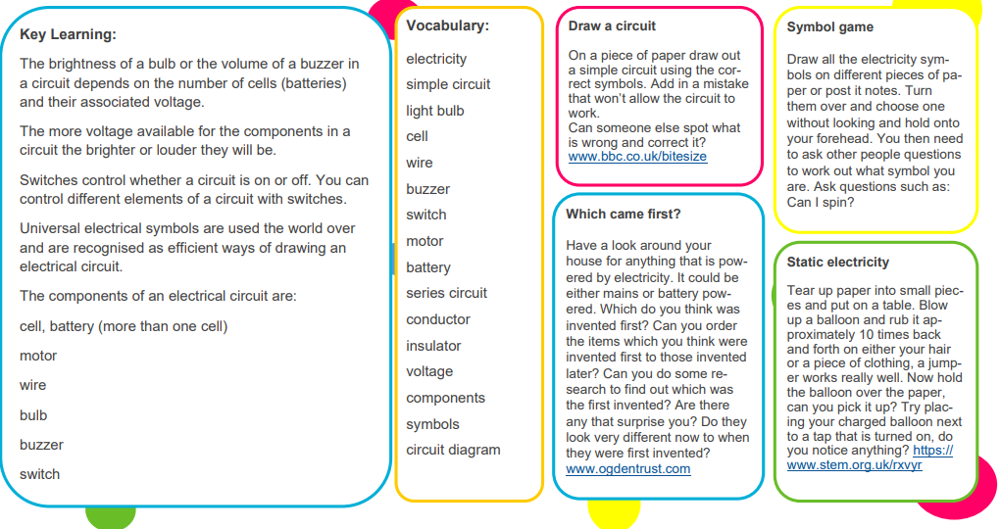 Key Learning:
The brightness of a bulb or the volume of a buzzer in
a circuit depends on the number of cells (batteries)
and their associated voltage.
The more voltage available for the components in a
circuit the brighter or louder they will be.
Switches control whether a circuit is on or off. You can
control different elements of a circuit with switches.
Universal electrical symbols are used the world over
and are recognised as efficient ways of drawing an
electrical circuit.
The components of an electrical circuit are:
cell, battery (more than one cell)
motor
wire
bulb
buzzer
switch
Vocabulary:
electricity
simple circuit
light bulb
cell
wire
buzzer
switch
motor
battery
series circuit
conductor
insulator
voltage
components
symbols
circuit diagram
Draw a circuit
On a piece of paper draw out
a simple circuit using the cor-
rect symbols. Add in a mistake
that won't allow the circuit to
work.
Can someone else spot what
is wrong and correct it?
www.bbc.co.uk/bitesize
Which came first?
Have a look around your
house for anything that is pow-
ered by electricity. It could be
either mains or battery pow-
ered. Which do you think was
invented first? Can you order
the items which you think were
invented first to those invented
later? Can you do some re-
search to find out which was
the first invented? Are there
any that surprise you? Do they
look very different now to when
they were first invented?
www.ogdentrust.com
Symbol game
Draw all the electricity sym-
bols on different pieces of pa-
per or post it notes. Turn
them over and choose one
without looking and hold onto
your forehead. You then need
to ask other people questions
to work out what symbol you
are. Ask questions such as:
Can I spin?
Static electricity
Tear up paper into small piec-
es and put on a table. Blow
up a balloon and rub it ap-
proximately 10 times back
and forth on either your hair
or a piece of clothing, a jump-
er works really well. Now hold
the balloon over the paper,
can you pick it up? Try plac-
ing your charged balloon next
to a tap that is turned on, do
you notice anything? https://
www.stem.org.uk/rxvyr